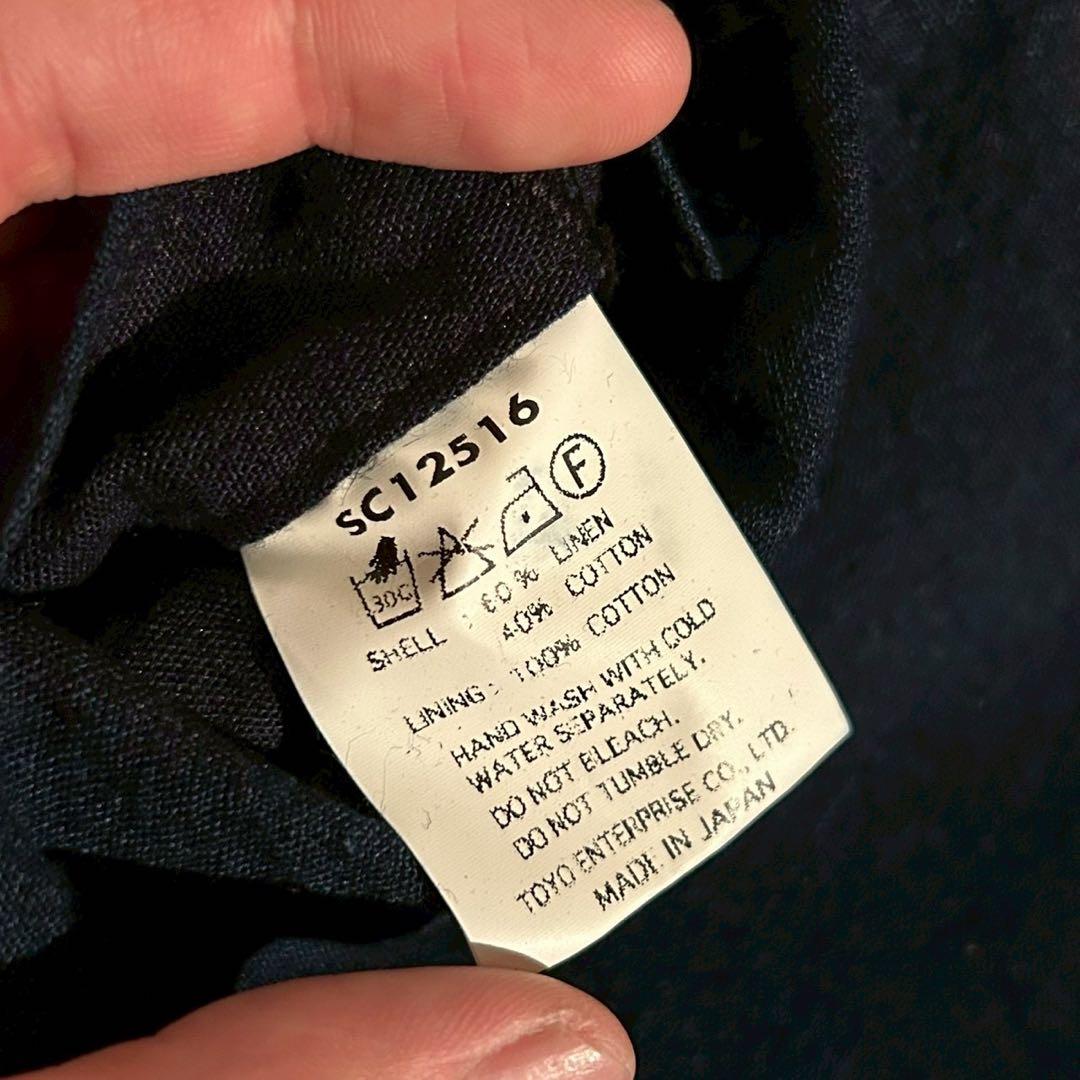 SC12516
30C F
SHELL : 60% LINEN
40% COTTON
LINING : 100% COTTON
HAND WASH WITH COLD
WATER SEPARATELY.
DO NOT BLEACH.
DO NOT TUMBLE DRY.
TOYO ENTERPRISE CO., LTD.
MADE IN JAPAN